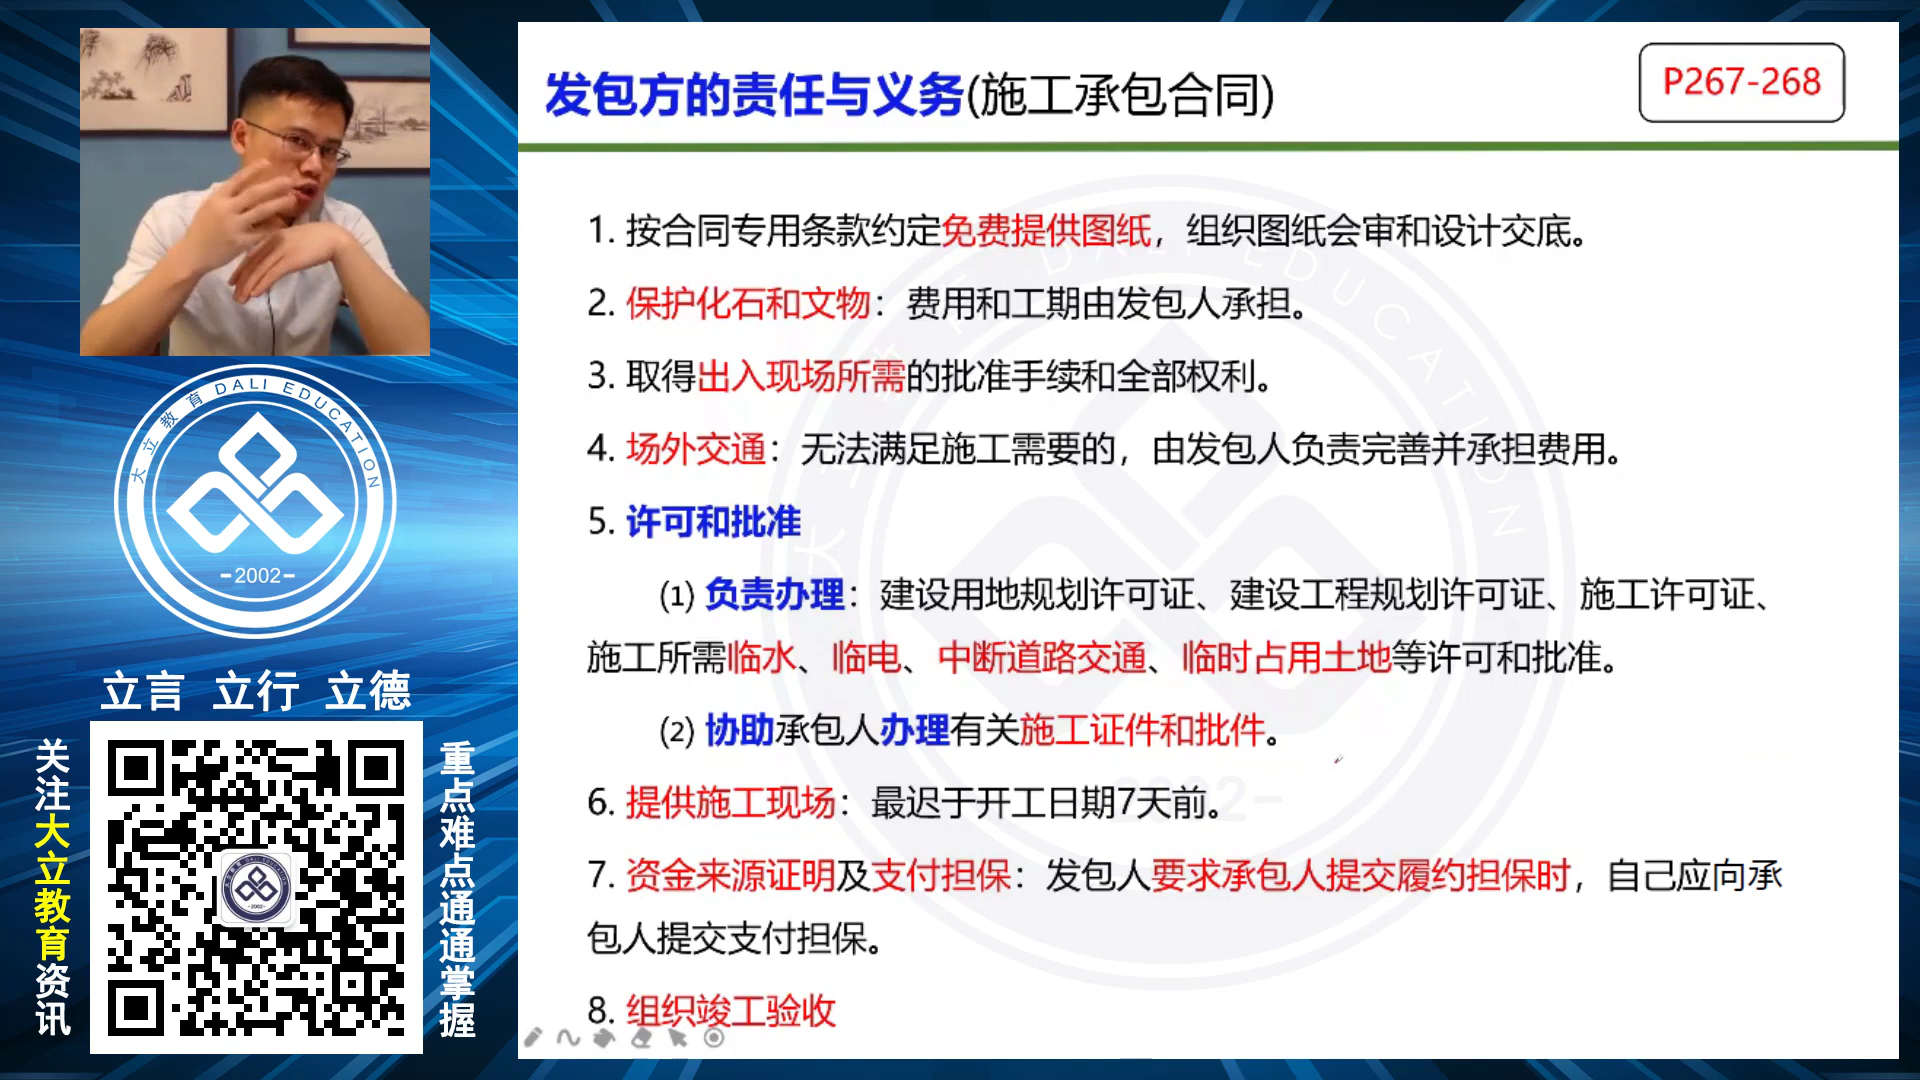 大立教育 DALI EDUCATION
-2002-
立言 立行 立德
关注大立教育资讯
重点难点通通掌握
发包方的责任与义务(施工承包合同)
P267-268
1. 按合同专用条款约定免费提供图纸，组织图纸会审和设计交底。
2. 保护化石和文物：费用和工期由发包人承担。
3. 取得出入现场所需的批准手续和全部权利。
4. 场外交通：无法满足施工需要的，由发包人负责完善并承担费用。
5. 许可和批准
(1) 负责办理：建设用地规划许可证、建设工程规划许可证、施工许可证、
施工所需临水、临电、中断道路交通、临时占用土地等许可和批准。
(2) 协助承包人办理有关施工证件和批件。
6. 提供施工现场：最迟于开工日期7天前。
7. 资金来源证明及支付担保：发包人要求承包人提交履约担保时，自己应向承
包人提交支付担保。
8. 组织竣工验收